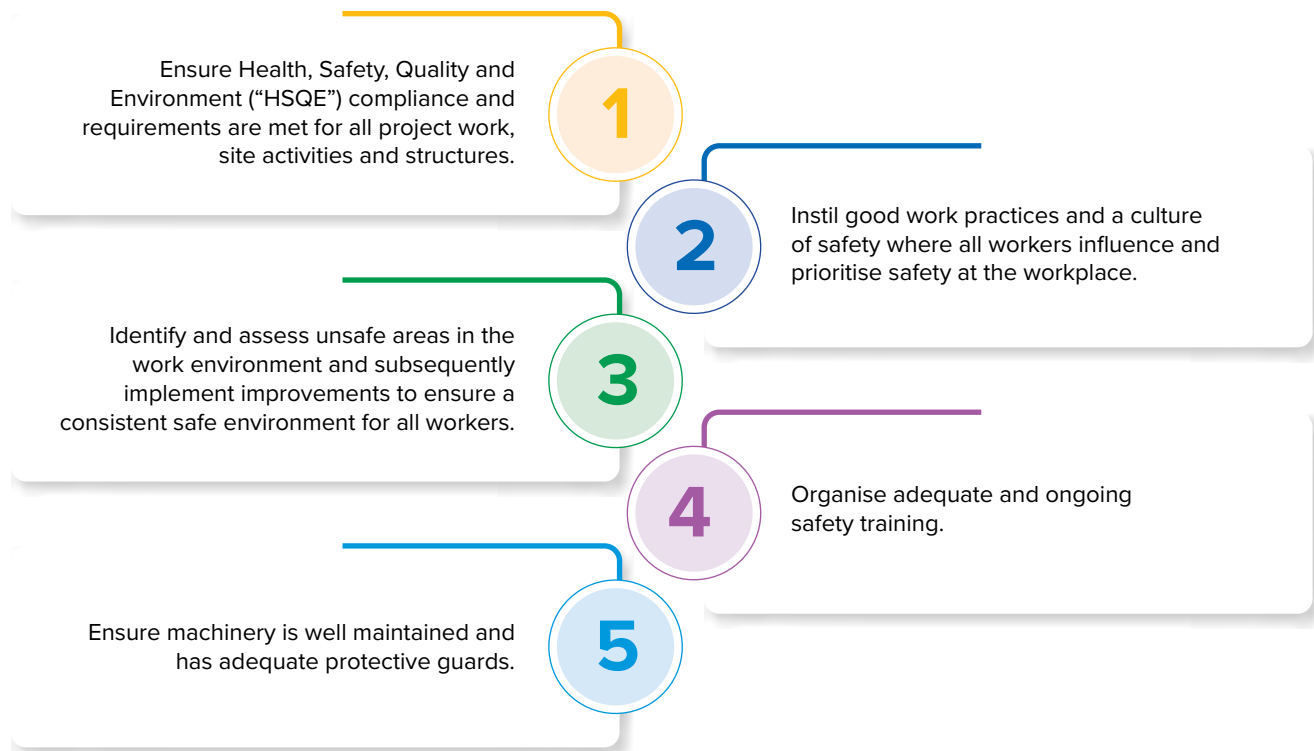 Ensure Health, Safety, Quality and
Environment (“HSQE”) compliance and
requirements are met for all project work,
site activities and structures.
1
2
Instil good work practices and a culture
of safety where all workers influence and
prioritise safety at the workplace.
Identify and assess unsafe areas in the
work environment and subsequently
implement improvements to ensure a
consistent safe environment for all workers.
3
4
Organise adequate and ongoing
safety training.
Ensure machinery is well maintained and
has adequate protective guards.
5